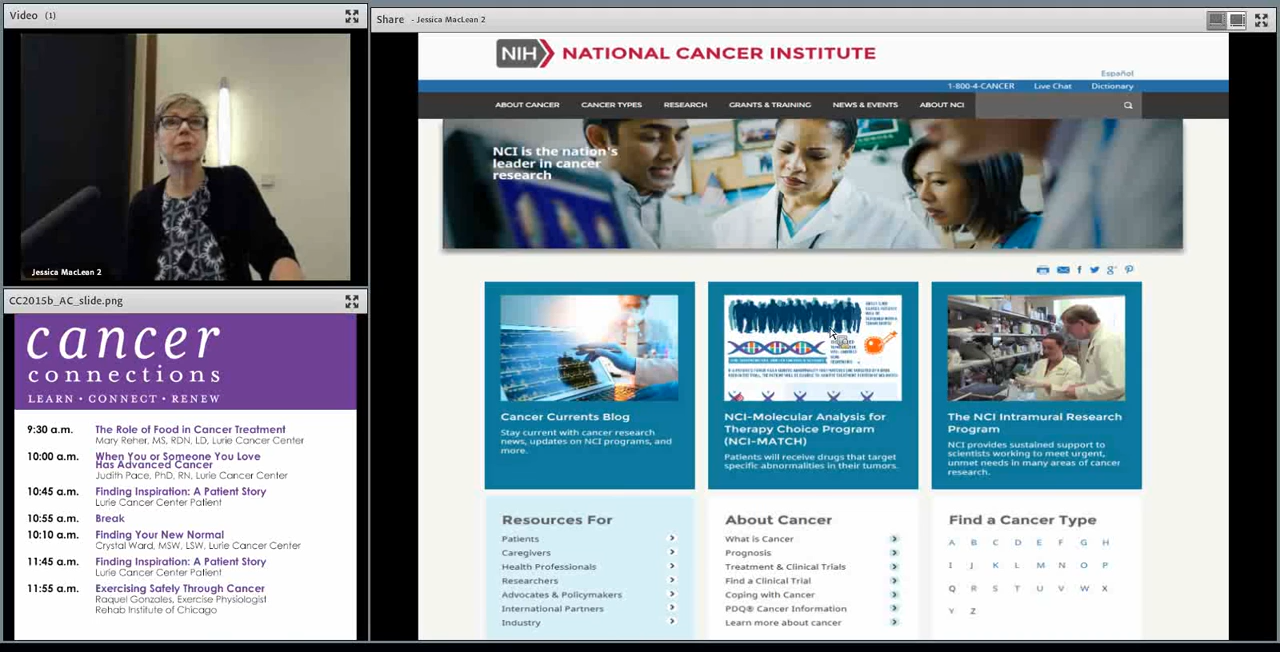 Video (1)
Jessica MacLean 2
CC2015b_AC_slide.png
cancer
connections
LEARN • CONNECT • RENEW
9:30 a.m. The Role of Food in Cancer Treatment
Mary Reher, MS, RDN, LD, Lurie Cancer Center
10:00 a.m. When You or Someone You Love
Has Advanced Cancer
Judith Pace, PhD, RN, Lurie Cancer Center
10:45 a.m. Finding Inspiration: A Patient Story
Lurie Cancer Center Patient
10:55 a.m. Break
10:10 a.m. Finding Your New Normal
Crystal Ward, MSW, LSW, Lurie Cancer Center
11:45 a.m. Finding Inspiration: A Patient Story
Lurie Cancer Center Patient
11:55 a.m. Exercising Safely Through Cancer
Raquel Gonzales, Exercise Physiologist
Rehab Institute of Chicago
Share - Jessica MacLean 2
NIH NATIONAL CANCER INSTITUTE
Español
1-800-4-CANCER Live Chat Dictionary
ABOUT CANCER CANCER TYPES RESEARCH GRANTS & TRAINING NEWS & EVENTS ABOUT NCI
NCI is the nation's
leader in cancer
research
Cancer Currents Blog
Stay current with cancer research
news, updates on NCI programs, and
more.
NCI-Molecular Analysis for
Therapy Choice Program
(NCI-MATCH)
Patients will receive drugs that target
specific abnormalities in their tumors.
The NCI Intramural Research
Program
NCI provides sustained support to
scientists working to meet urgent,
unmet needs in many areas of cancer
research.
Resources For
Patients
Caregivers
Health Professionals
Researchers
Advocates & Policymakers
International Partners
Industry
About Cancer
What is Cancer
Prognosis
Treatment & Clinical Trials
Find a Clinical Trial
Coping with Cancer
PDQ® Cancer Information
Learn more about cancer
Find a Cancer Type
A B C D E F G H
I J K L M N O P
Q R S T U V W X
Y Z